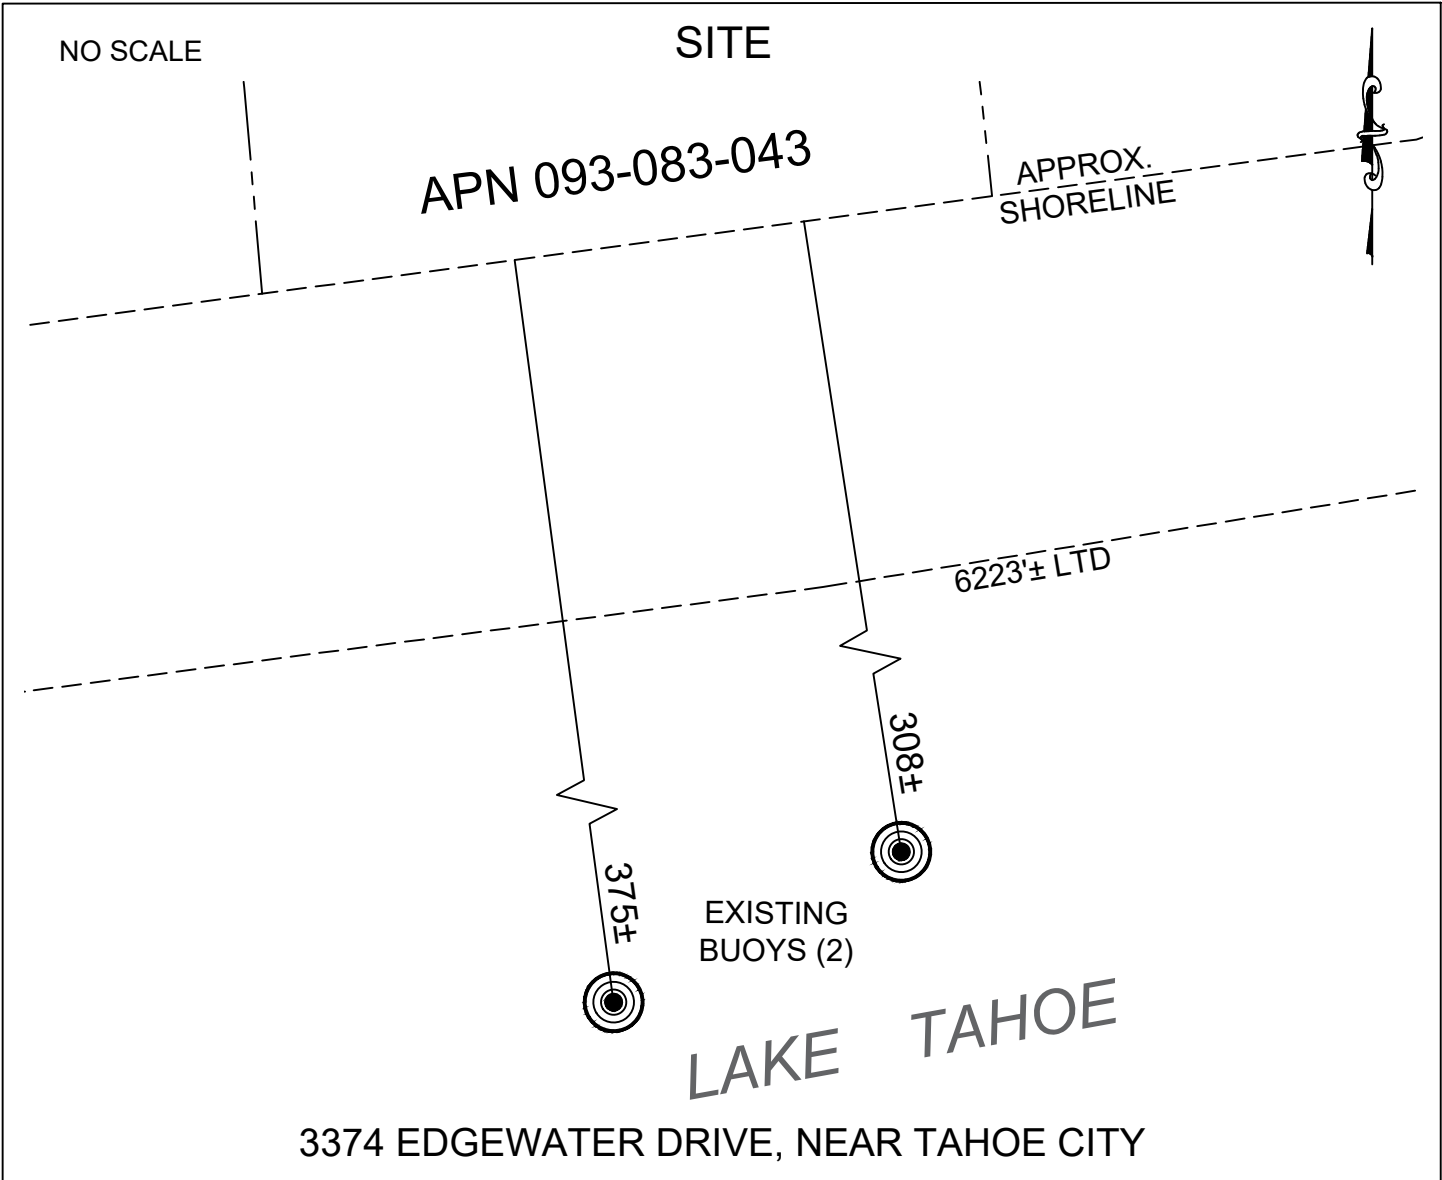 NO SCALE
SITE
APN 093-083-043
APPROX.
SHORELINE
6223'± LTD
308±
375±
EXISTING
BUOYS (2)
LAKE TAHOE
3374 EDGEWATER DRIVE, NEAR TAHOE CITY